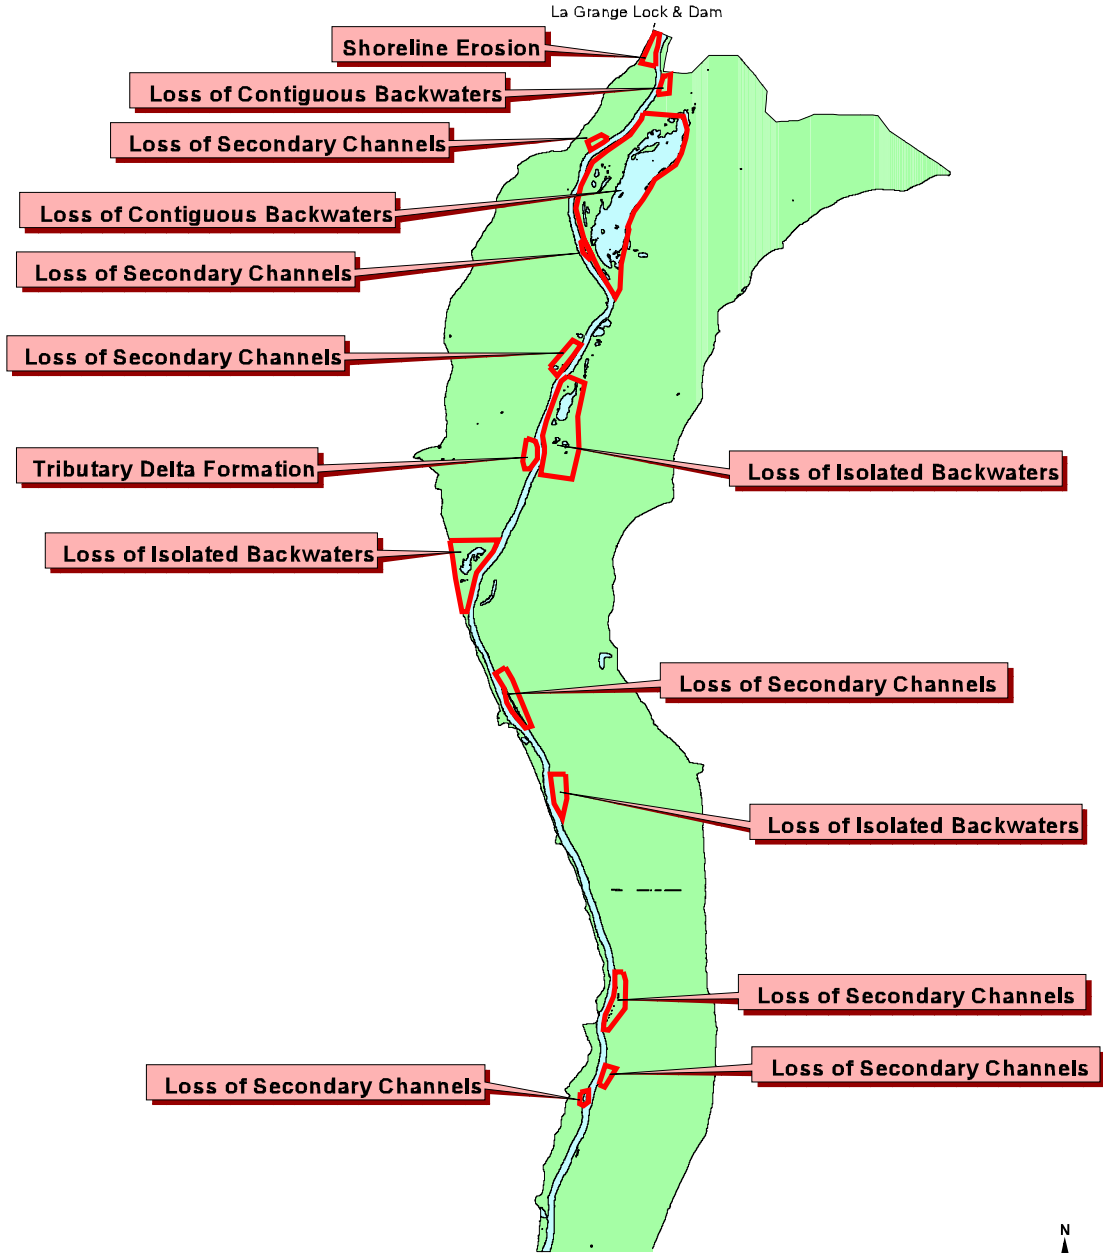 La Grange Lock & Dam
Shoreline Erosion
Loss of Contiguous Backwaters
Loss of Secondary Channels
Loss of Contiguous Backwaters
Loss of Secondary Channels
Loss of Secondary Channels
Tributary Delta Formation
Loss of Isolated Backwaters
Loss of Isolated Backwaters
Loss of Secondary Channels
Loss of Isolated Backwaters
Loss of Secondary Channels
Loss of Secondary Channels
Loss of Secondary Channels
N